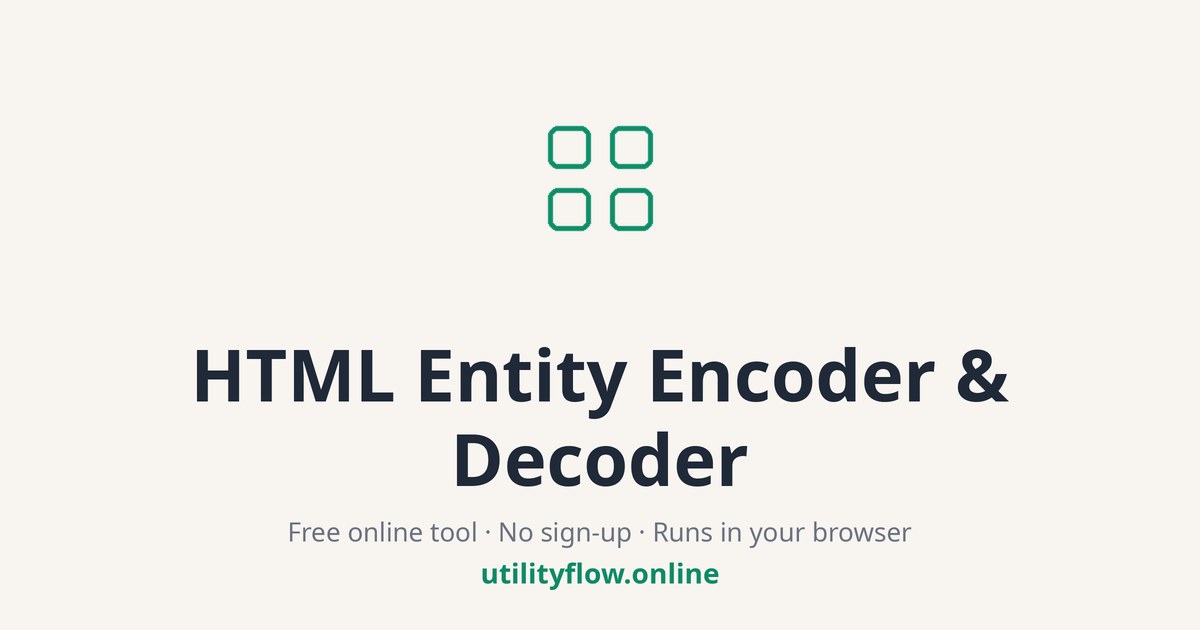 HTML Entity Encoder &
Decoder
Free online tool · No sign-up · Runs in your browser
utilityflow.online